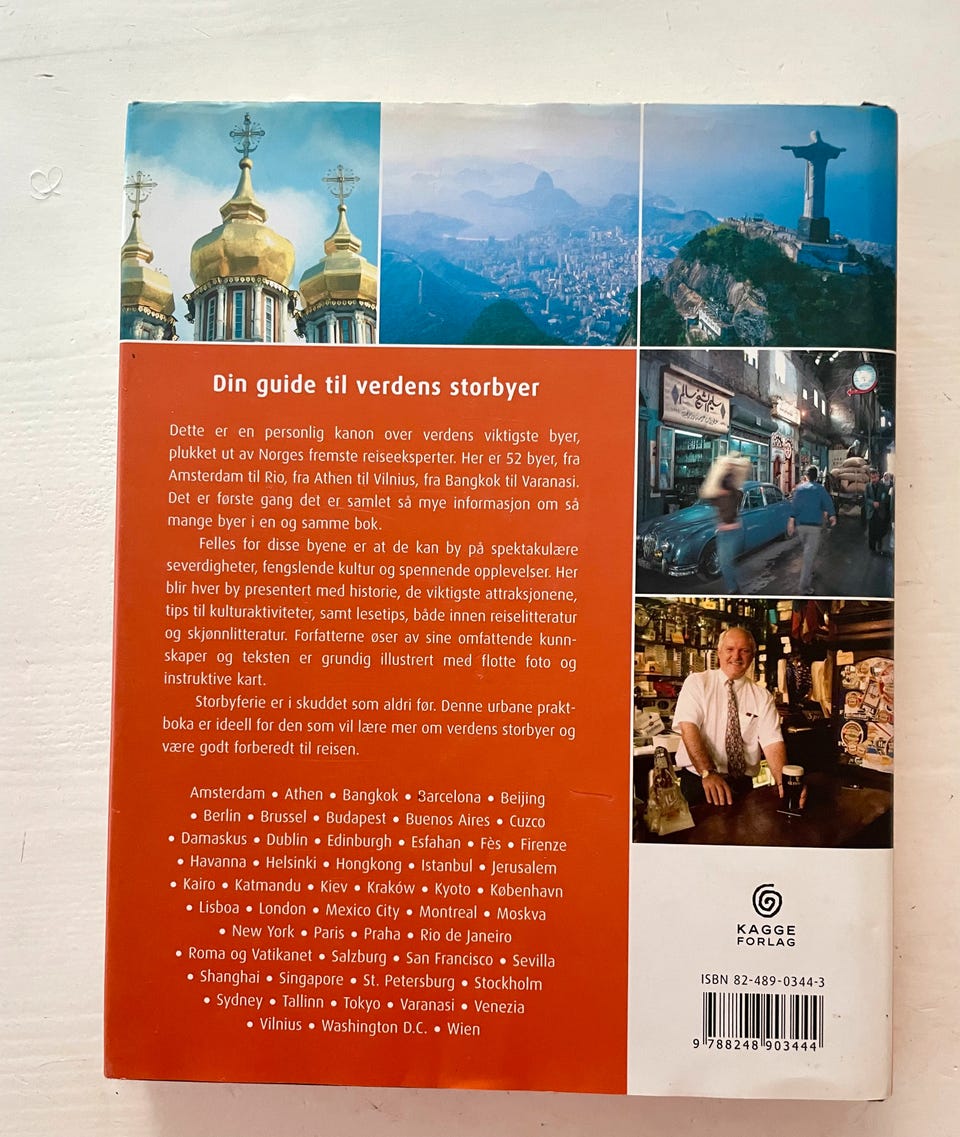 Din guide til verdens storbyer
Dette er en personlig kanon over verdens viktigste byer,
plukket ut av Norges fremste reiseeksperter. Her er 52 byer, fra
Amsterdam til Rio, fra Athen til Vilnius, fra Bangkok til Varanasi.
Det er første gang det er samlet så mye informasjon om så
mange byer i en og samme bok.
Felles for disse byene er at de kan by på spektakulære
severdigheter, fengslende kultur og spennende opplevelser. Her
blir hver by presentert med historie, de viktigste attraksjonene,
tips til kulturaktiviteter, samt lesetips, både innen reiselitteratur
og skjønnlitteratur. Forfatterne øser av sine omfattende kunn-
skaper og teksten er grundig illustrert med flotte foto og
instruktive kart.
Storbyferie er i skuddet som aldri før. Denne urbane prakt-
boka er ideell for den som vil lære mer om verdens storbyer og
være godt forberedt til reisen.
Amsterdam • Athen • Bangkok • Barcelona • Beijing
• Berlin • Brussel • Budapest • Buenos Aires • Cuzco
• Damaskus • Dublin • Edinburgh • Esfahan • Fès • Firenze
• Havanna • Helsinki • Hongkong • Istanbul • Jerusalem
• Kairo • Katmandu • Kiev • Kraków • Kyoto • København
• Lisboa • London • Mexico City • Montreal • Moskva
• New York • Paris • Praha • Rio de Janeiro
• Roma og Vatikanet • Salzburg • San Francisco • Sevilla
• Shanghai • Singapore • St. Petersburg • Stockholm
• Sydney • Tallinn • Tokyo • Varanasi • Venezia
• Vilnius • Washington D.C. • Wien
KAGGE
FORLAG
ISBN 82-489-0344-3
9 788248 903444